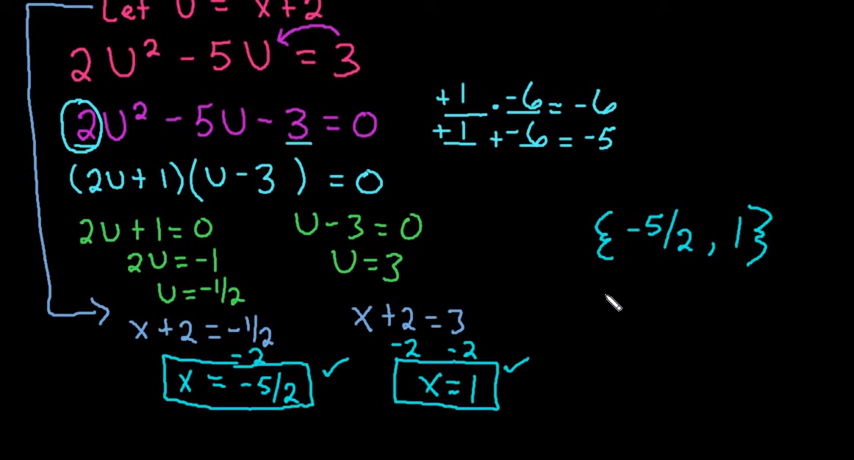 Let U = x+2
2U² - 5U = 3
2U² - 5U - 3 = 0
+1 · -6 = -6
+1 + -6 = -5
(2U+1)(U-3) = 0
2U+1=0 U-3=0
2U=-1 U=3
U=-1/2
{-5/2, 1}
x+2=-1/2 x+2=3
-2 -2 -2
x = -5/2 ✓ x=1 ✓